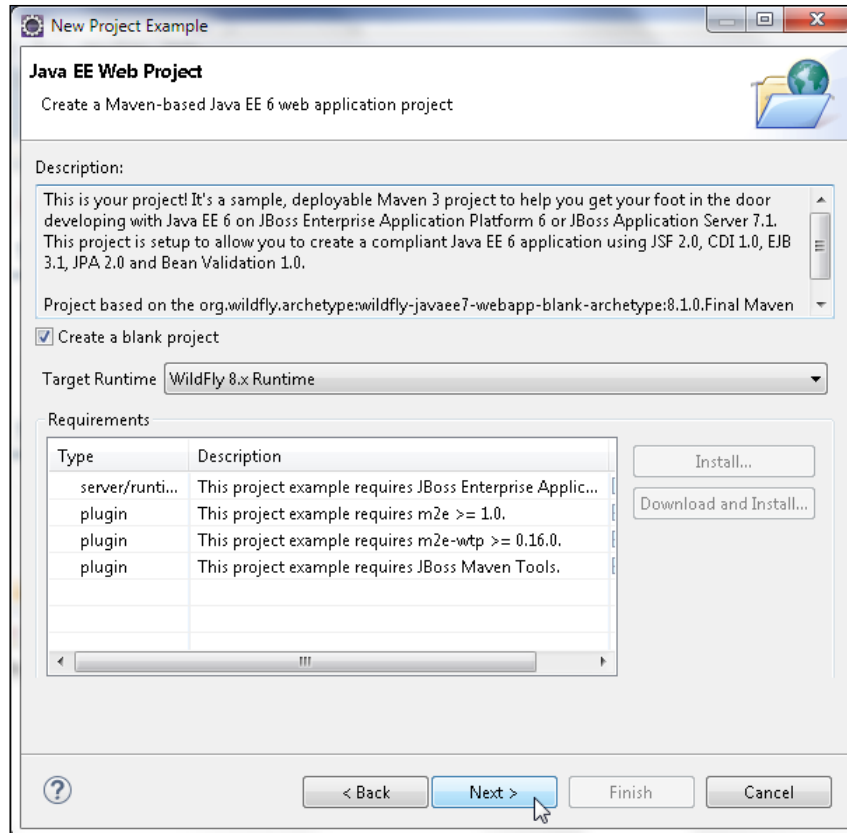 New Project Example
Java EE Web Project
Create a Maven-based Java EE 6 web application project
Description:
This is your project! It's a sample, deployable Maven 3 project to help you get your foot in the door
developing with Java EE 6 on JBoss Enterprise Application Platform 6 or JBoss Application Server 7.1.
This project is setup to allow you to create a compliant Java EE 6 application using JSF 2.0, CDI 1.0, EJB
3.1, JPA 2.0 and Bean Validation 1.0.
Project based on the org.wildfly.archetype:wildfly-javaee7-webapp-blank-archetype:8.1.0.Final Maven
Create a blank project
Target Runtime WildFly 8.x Runtime
Requirements
Type Description
server/runti... This project example requires JBoss Enterprise Applic...
plugin This project example requires m2e >= 1.0.
plugin This project example requires m2e-wtp >= 0.16.0.
plugin This project example requires JBoss Maven Tools.
Install...
Download and Install...
? < Back Next > Finish Cancel